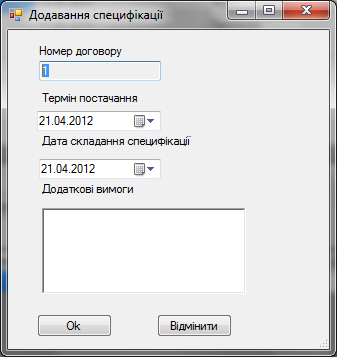 Додавання специфікації
Номер договору
1
Термін постачання
21.04.2012
Дата складання специфікації
21.04.2012
Додаткові вимоги
Ok
Відмінити